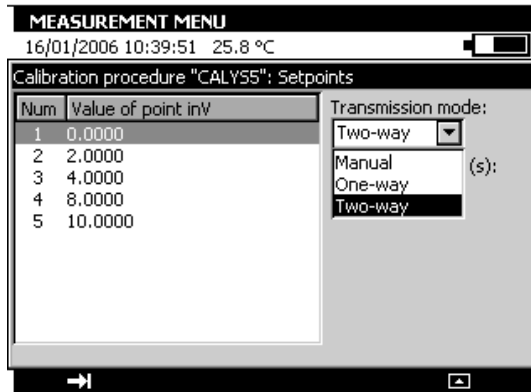 MEASUREMENT MENU
16/01/2006 10:39:51 25.8 °C
Calibration procedure "CALYS5": Setpoints
Num Value of point inV
1 0.0000
2 2.0000
3 4.0000
4 8.0000
5 10.0000
Transmission mode:
Two-way
Manual
One-way
Two-way
(s):